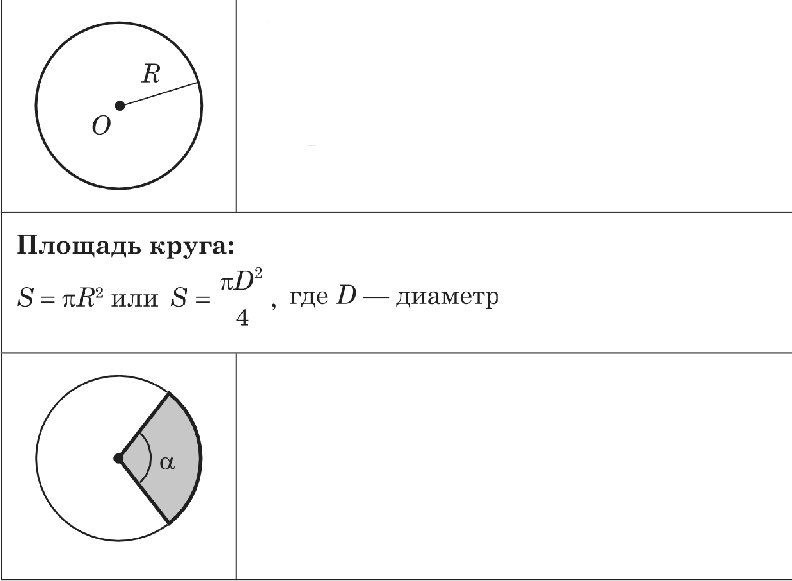 R
O
Площадь круга:
S = πR² или S = πD²/4, где D — диаметр
α